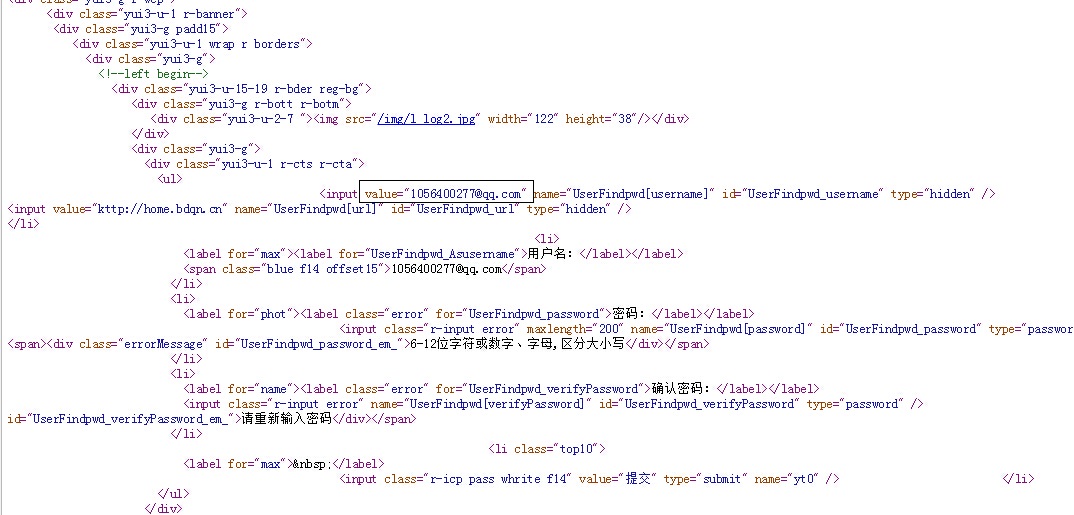 <div class="yui3-u-1 r-banner">
<div class="yui3-g padd15">
<div class="yui3-u-1 wrap r borders">
<div class="yui3-g">
<!--left begin-->
<div class="yui3-u-15-19 r-bder reg-bg">
<div class="yui3-g r-bott r-botm">
<div class="yui3-u-2-7 "><img src="/img/l_log2.jpg" width="122" height="38"/></div>
</div>
<div class="yui3-g">
<div class="yui3-u-1 r-cts r-cta">
<ul>
<input value="1056400277@qq.com" name="UserFindpwd[username]" id="UserFindpwd_username" type="hidden" />
<input value="kttp://home.bdqn.cn" name="UserFindpwd[url]" id="UserFindpwd_url" type="hidden" />
</li>
<li>
<label for="max"><label for="UserFindpwd_Asusername">用户名：</label></label>
<span class="blue f14 offset15">1056400277@qq.com</span>
</li>
<li>
<label for="phot"><label class="error" for="UserFindpwd_password">密码：</label></label>
<input class="r-input error" maxlength="200" name="UserFindpwd[password]" id="UserFindpwd_password" type="passwor
<span><div class="errorMessage" id="UserFindpwd_password_em_">6-12位字符或数字、字母,区分大小写</div></span>
</li>
<li>
<label for="name"><label class="error" for="UserFindpwd_verifyPassword">确认密码：</label></label>
<input class="r-input error" name="UserFindpwd[verifyPassword]" id="UserFindpwd_verifyPassword" type="password" />
id="UserFindpwd_verifyPassword_em_">请重新输入密码</div></span>
</li>
<li class="top10">
<label for="max">&nbsp;</label>
<input class="r-icp pass whrite f14" value="提交" type="submit" name="yt0" /> </li>
</ul>
</div>